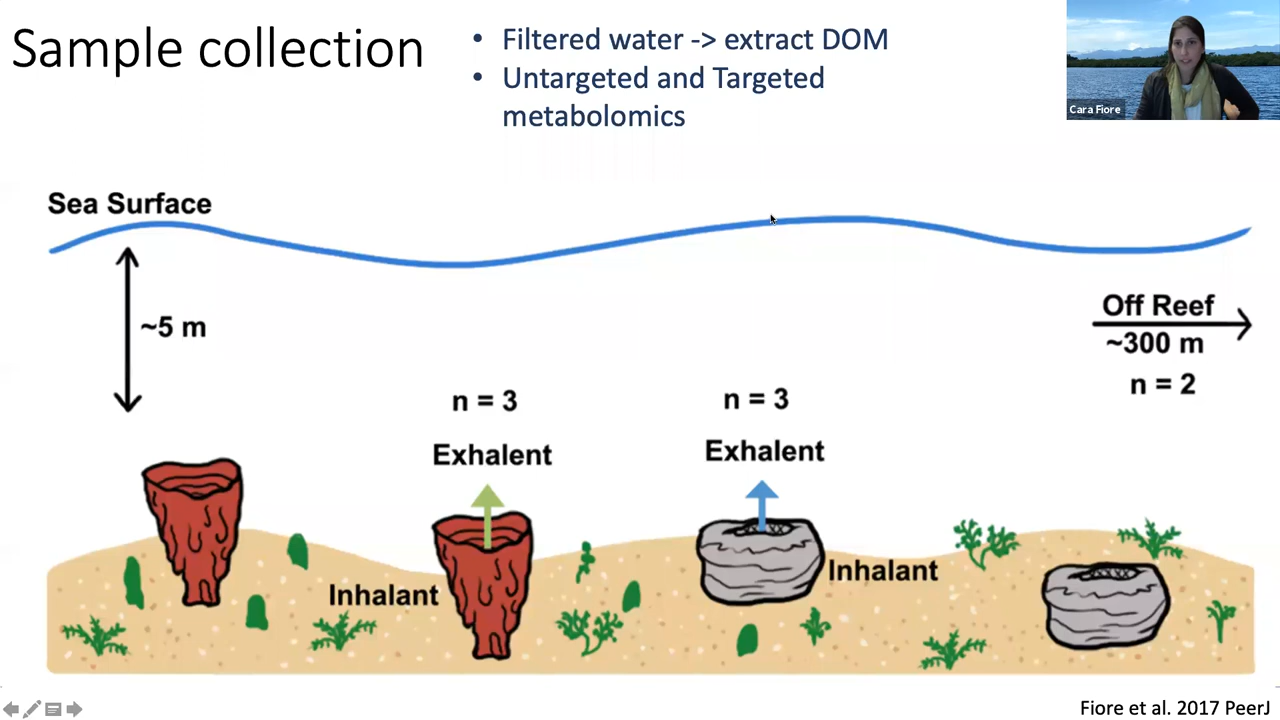 Sample collection
• Filtered water -> extract DOM
• Untargeted and Targeted
metabolomics
Cara Fiore
Sea Surface
~5 m
Off Reef
~300 m
n = 2
n = 3
n = 3
Exhalent
Exhalent
Inhalant
Inhalant
Fiore et al. 2017 PeerJ